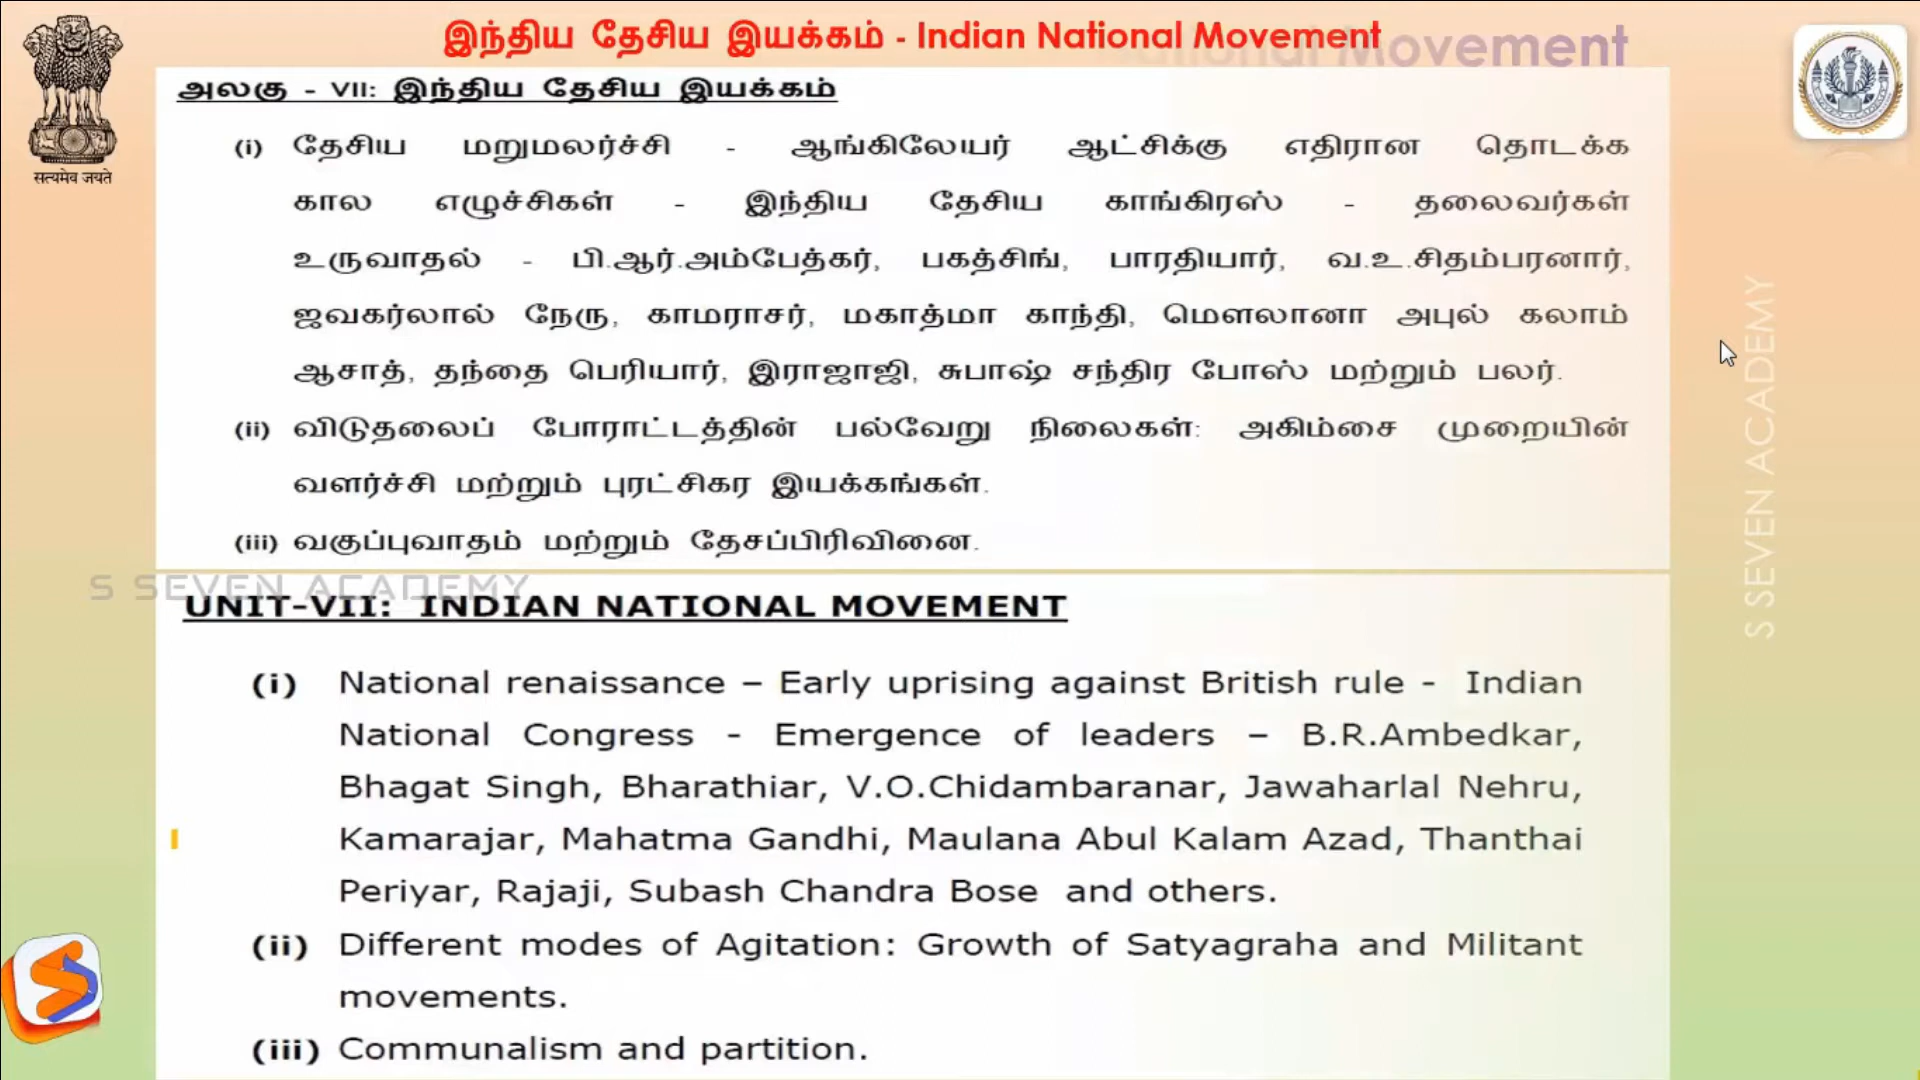 இந்திய தேசிய இயக்கம் - Indian National Movement
सत्यमेव जयते
அலகு - VII: இந்திய தேசிய இயக்கம்
(i) தேசிய மறுமலர்ச்சி - ஆங்கிலேயர் ஆட்சிக்கு எதிரான தொடக்க
கால எழுச்சிகள் - இந்திய தேசிய காங்கிரஸ் - தலைவர்கள்
உருவாதல் - பி.ஆர்.அம்பேத்கர், பகத்சிங், பாரதியார், வ.உ.சிதம்பரனார்,
ஜவகர்லால் நேரு, காமராசர், மகாத்மா காந்தி, மௌலானா அபுல் கலாம்
ஆசாத், தந்தை பெரியார், இராஜாஜி, சுபாஷ் சந்திர போஸ் மற்றும் பலர்.
(ii) விடுதலைப் போராட்டத்தின் பல்வேறு நிலைகள்: அகிம்சை முறையின்
வளர்ச்சி மற்றும் புரட்சிகர இயக்கங்கள்.
(iii) வகுப்புவாதம் மற்றும் தேசப்பிரிவினை.
S SEVEN ACADEMY
S SEVEN ACADEMY
UNIT-VII: INDIAN NATIONAL MOVEMENT
(i) National renaissance – Early uprising against British rule - Indian
National Congress - Emergence of leaders – B.R.Ambedkar,
Bhagat Singh, Bharathiar, V.O.Chidambaranar, Jawaharlal Nehru,
Kamarajar, Mahatma Gandhi, Maulana Abul Kalam Azad, Thanthai
Periyar, Rajaji, Subash Chandra Bose and others.
(ii) Different modes of Agitation: Growth of Satyagraha and Militant
movements.
(iii) Communalism and partition.